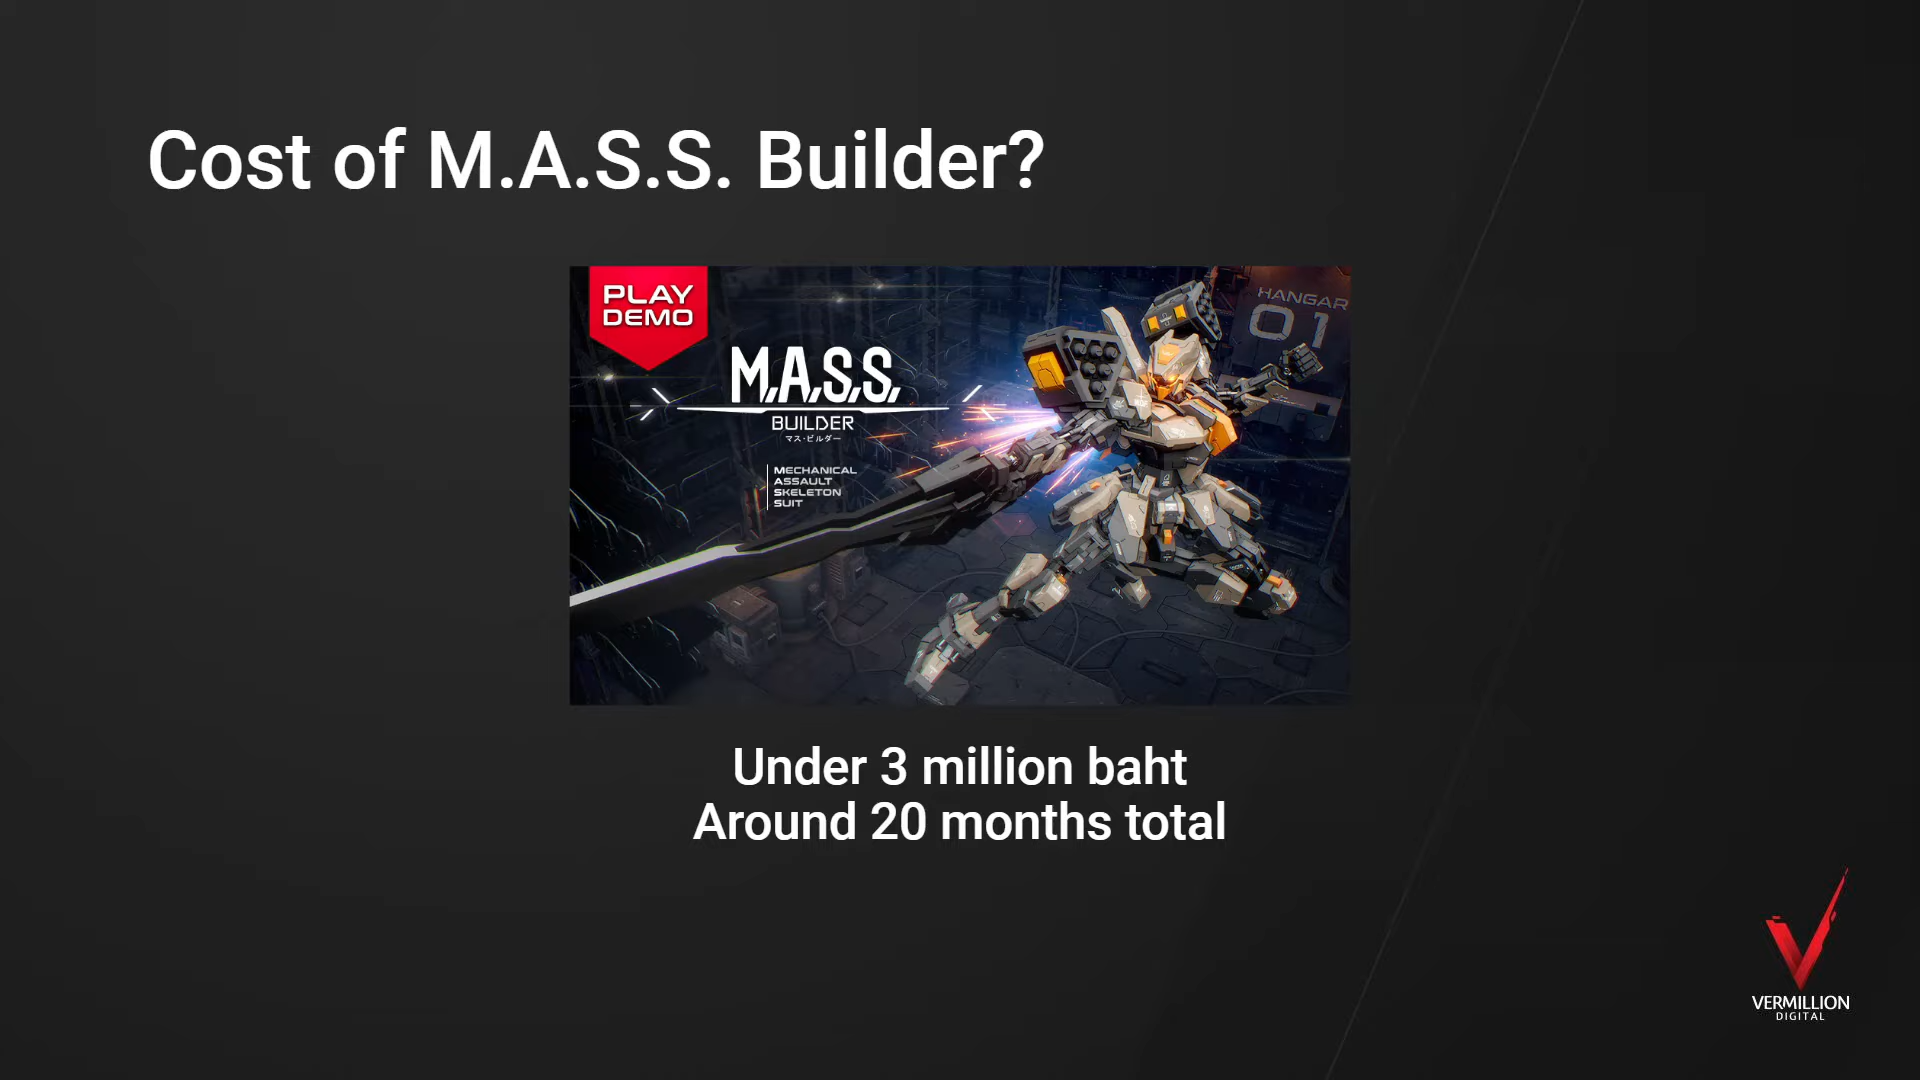 Cost of M.A.S.S. Builder?
PLAY
DEMO
HANGAR
01
M.A.S.S.
BUILDER
マス・ビルダー
MECHANICAL
ASSAULT
SKELETON
SUIT
Under 3 million baht
Around 20 months total
VERMILLION
DIGITAL